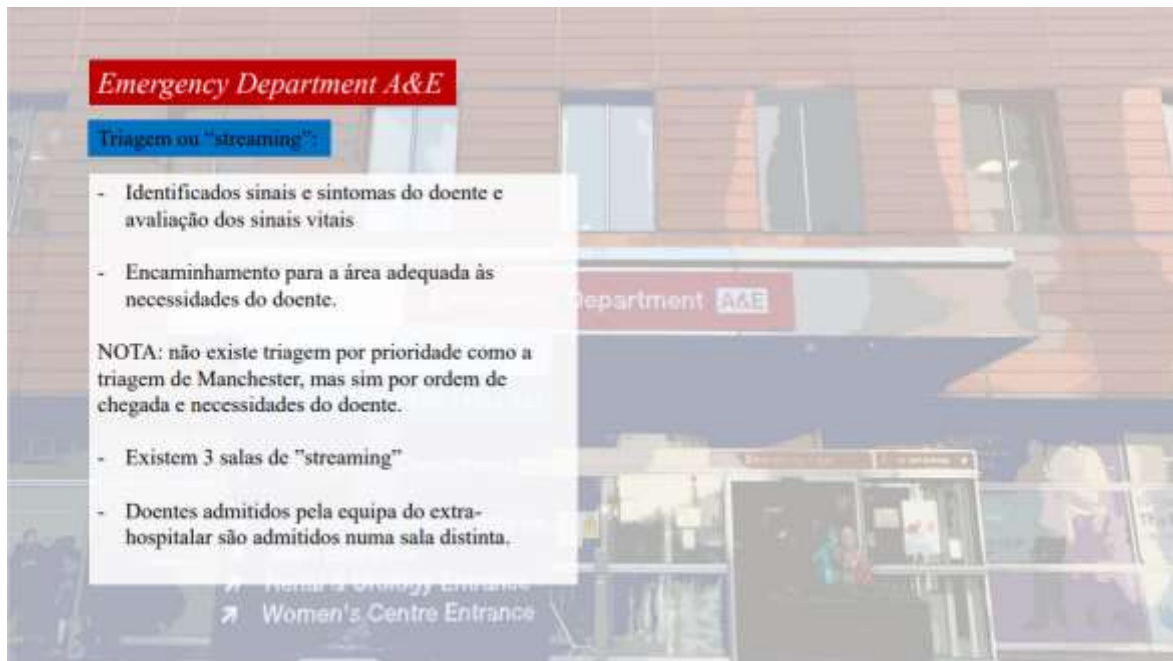 Emergency Department A&E
Triagem ou “streaming”:
- Identificados sinais e sintomas do doente e
avaliação dos sinais vitais
- Encaminhamento para a área adequada às
necessidades do doente.
Department A&E
NOTA: não existe triagem por prioridade como a
triagem de Manchester, mas sim por ordem de
chegada e necessidades do doente.
- Existem 3 salas de ”streaming”
- Doentes admitidos pela equipa do extra-
hospitalar são admitidos numa sala distinta.
Entrance
Women's Centre Entrance